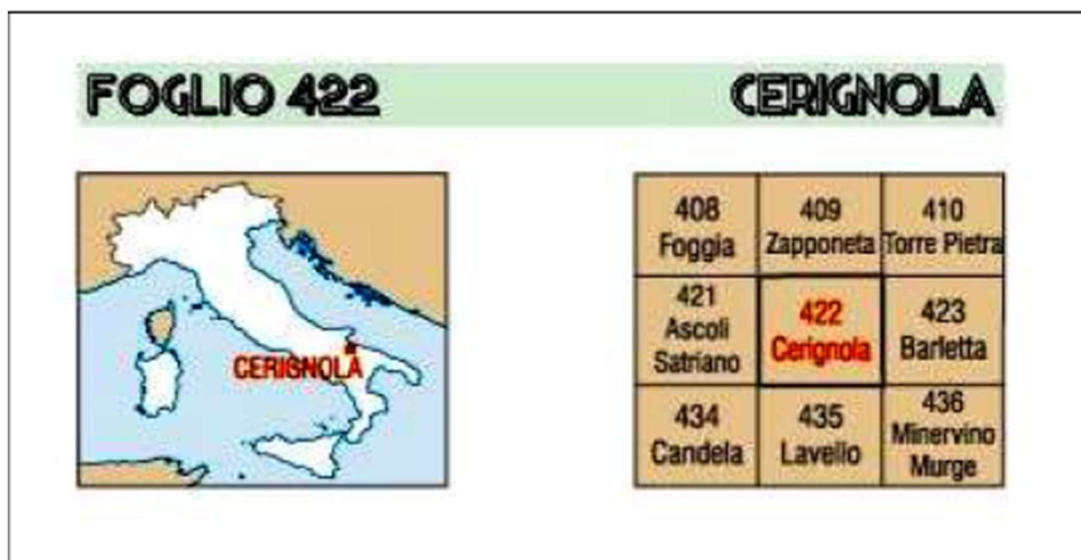 FOGLIO 422
CERIGNOLA
CERIGNOLA
408
Foggia
409
Zapponeta
410
Torre Pietra
421
Ascoli
Satriano
422
Cerignola
423
Barletta
434
Candela
435
Lavello
436
Minervino
Murge